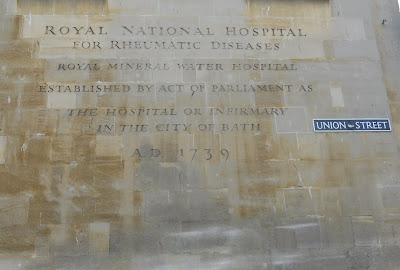 ROYAL NATIONAL HOSPITAL
FOR RHEUMATIC DISEASES
ROYAL MINERAL WATER HOSPITAL
ESTABLISHED BY ACT OF PARLIAMENT AS
THE HOSPITAL OR INFIRMARY
IN THE CITY OF BATH
A.D. 1739
UNION STREET